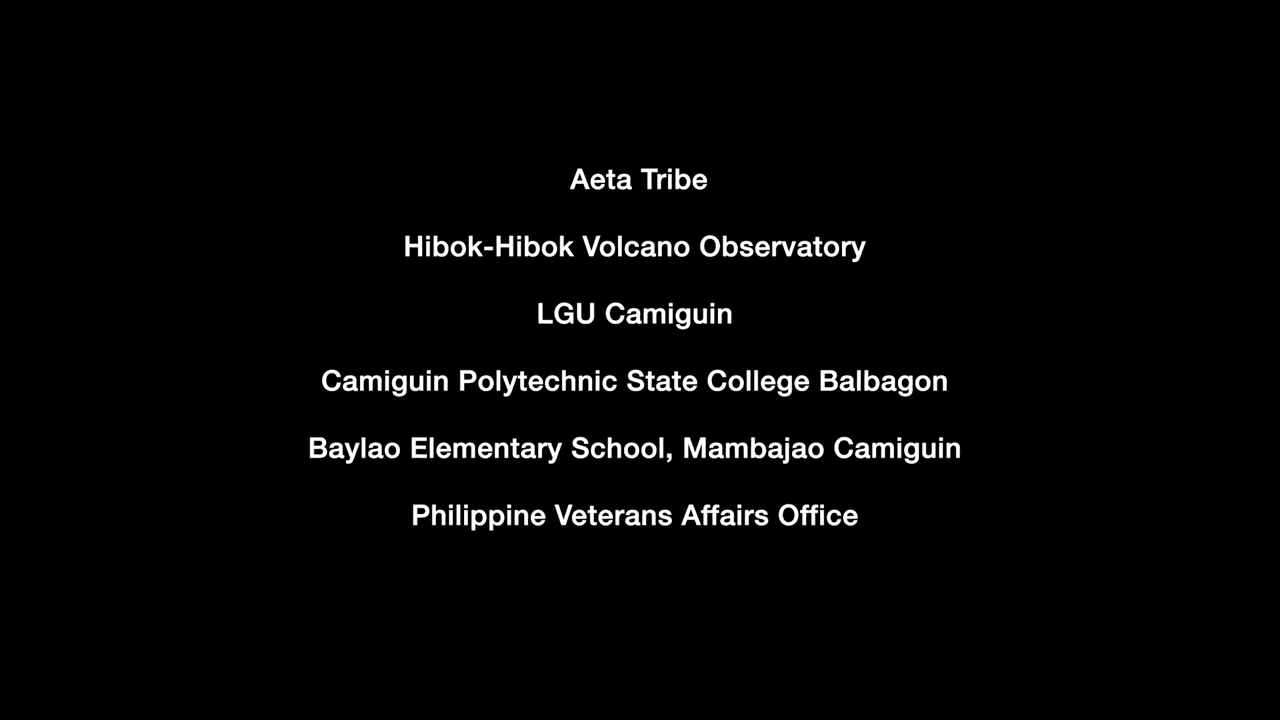 Aeta Tribe
Hibok-Hibok Volcano Observatory
LGU Camiguin
Camiguin Polytechnic State College Balbagon
Baylao Elementary School, Mambajao Camiguin
Philippine Veterans Affairs Office